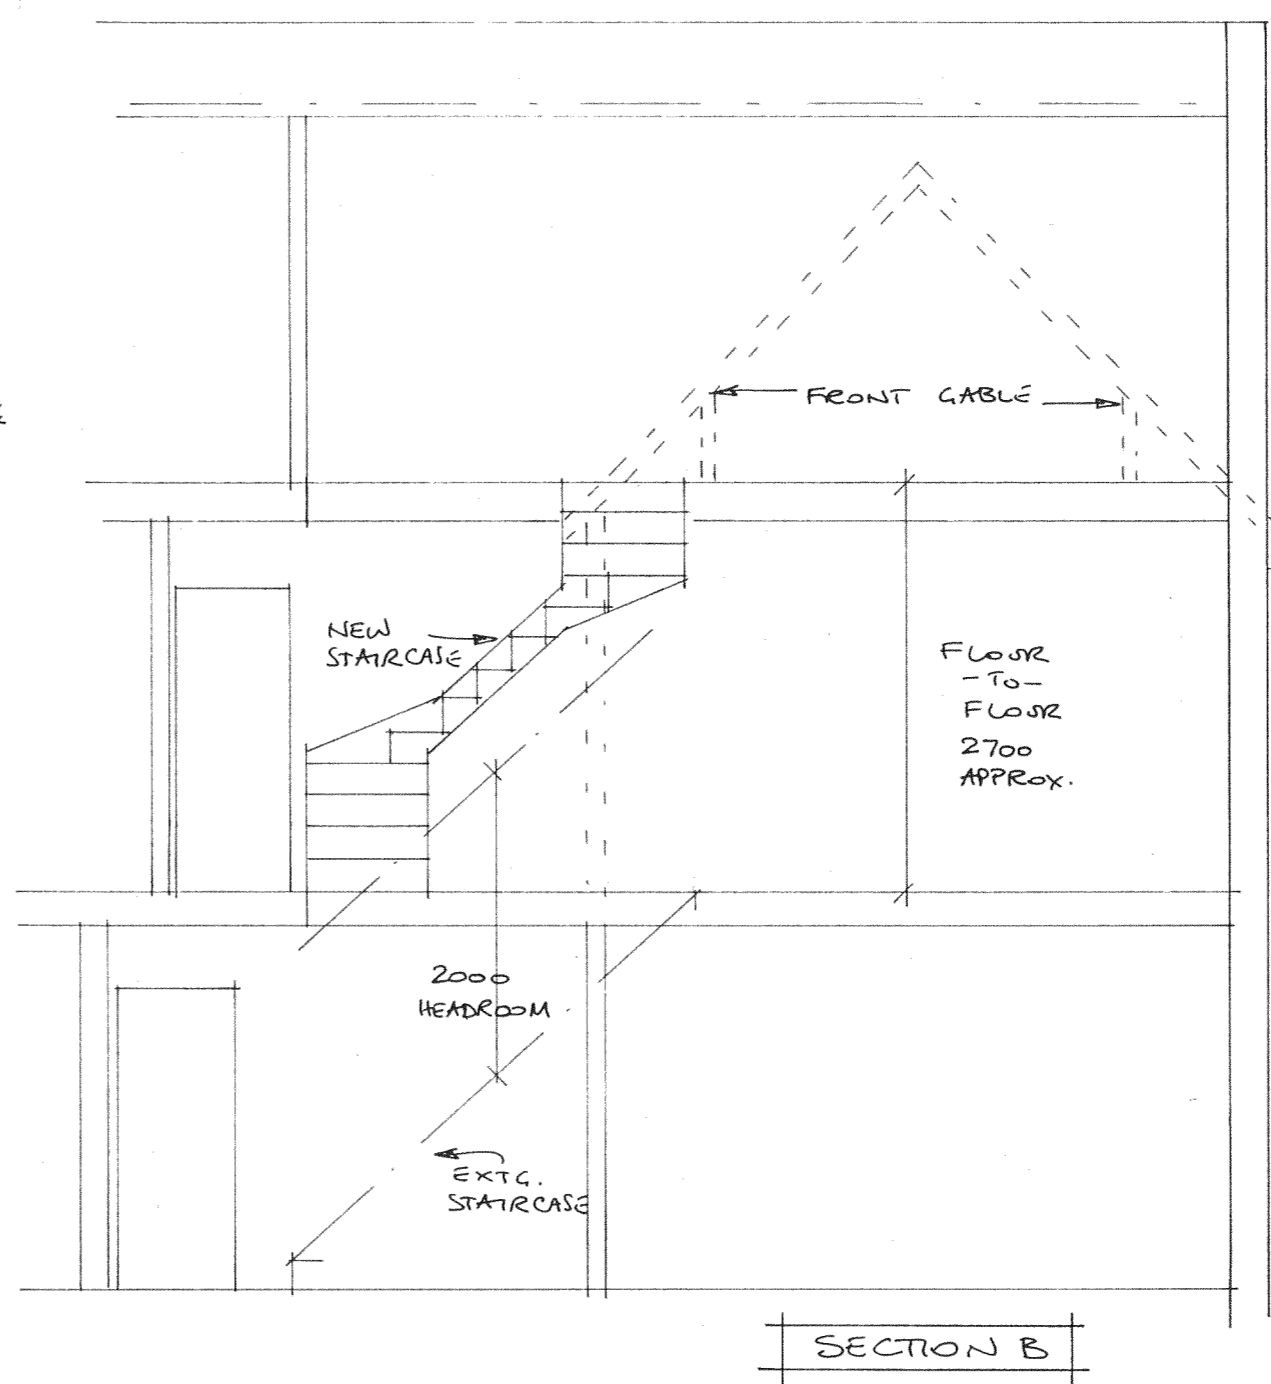 FRONT GABLE
NEW
STAIRCASE
FLOOR
-TO-
FLOOR
2700
APPROX.
2000
HEADROOM
EXTG.
STAIRCASE
SECTION B